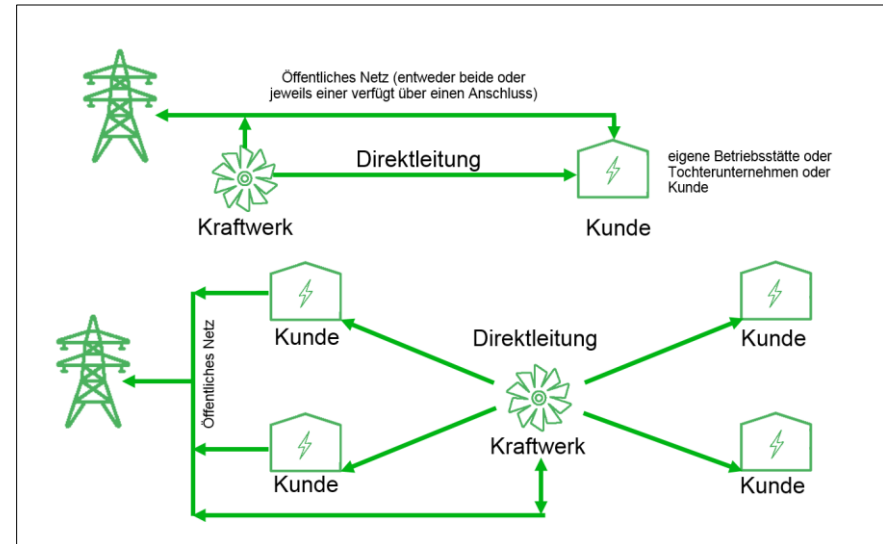 Öffentliches Netz (entweder beide oder
jeweils einer verfügt über einen Anschluss)
Direktleitung
eigene Betriebsstätte oder
Tochterunternehmen oder
Kunde
Kraftwerk
Kunde
Kunde
Direktleitung
Kunde
Öffentliches Netz
Kraftwerk
Kunde
Kunde